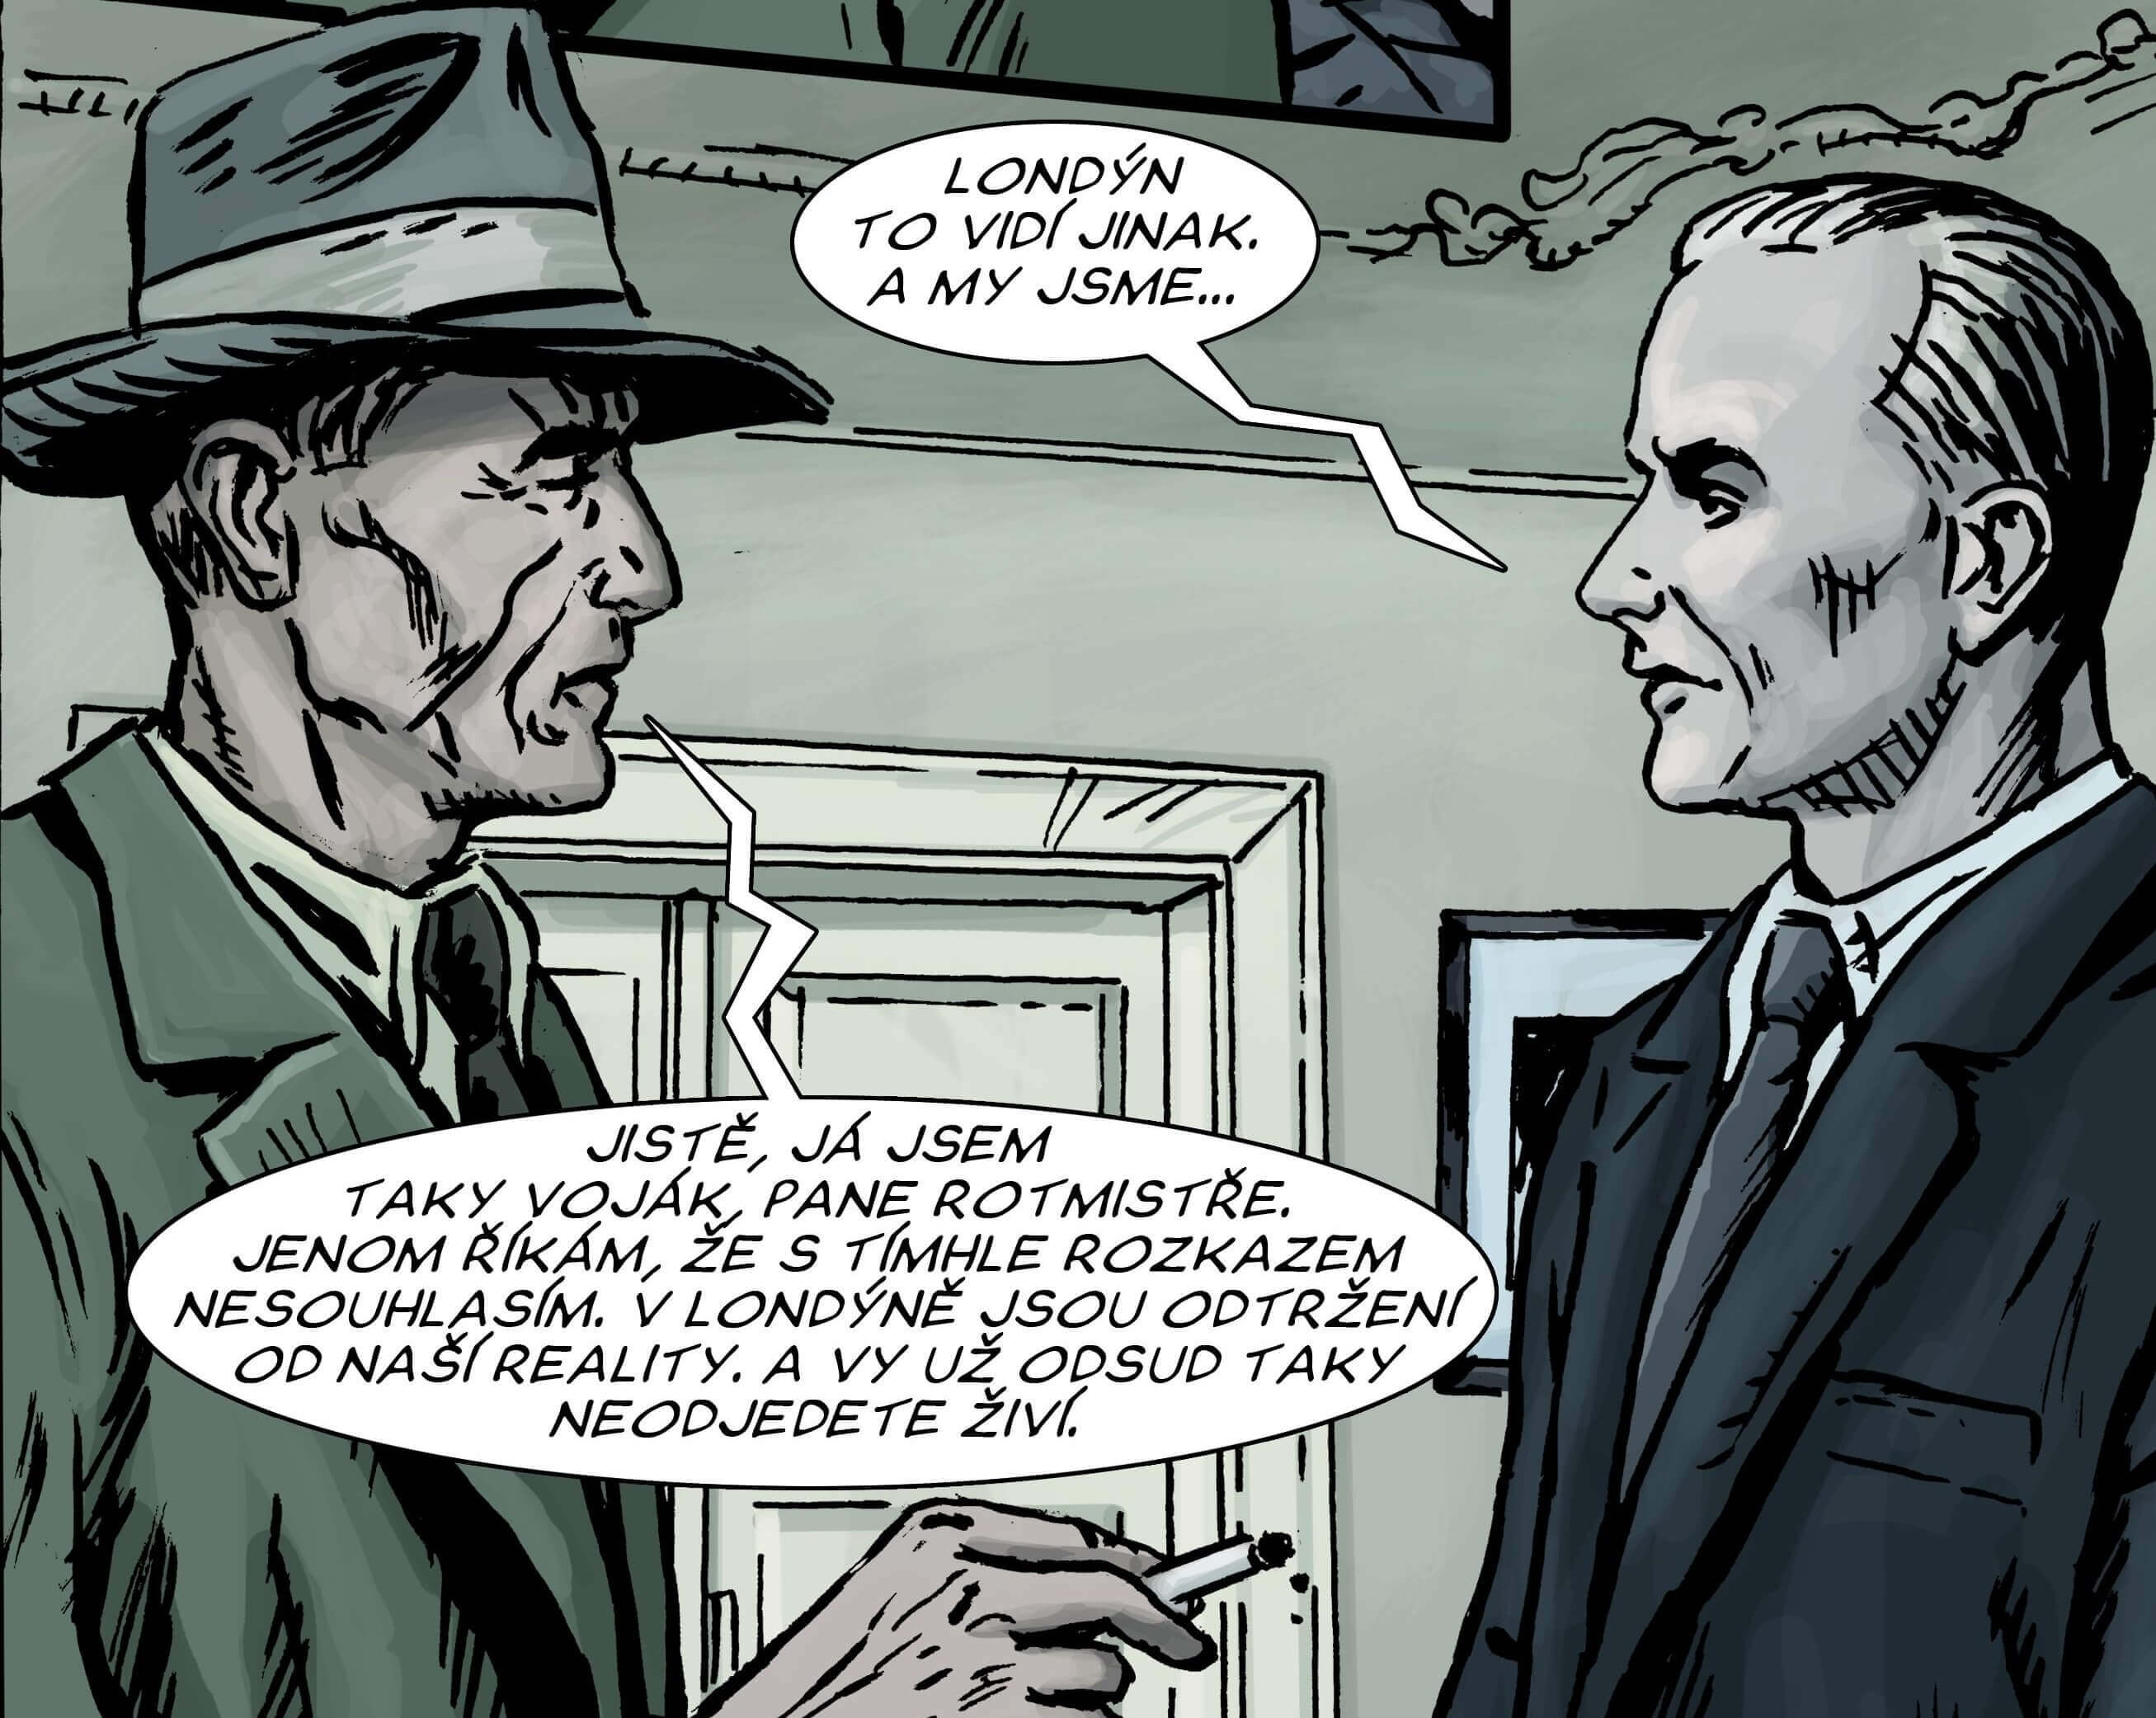 LONDÝN
TO VIDÍ JINAK.
A MY JSME...
JISTĚ, JÁ JSEM
TAKY VOJÁK, PANE ROTMISTŘE.
JENOM ŘÍKÁM, ŽE S TÍMHLE ROZKAZEM
NESOUHLASÍM. V LONDÝNĚ JSOU ODTRŽENÍ
OD NAŠÍ REALITY. A VY UŽ ODSUD TAKY
NEODJEDETE ŽIVÍ.